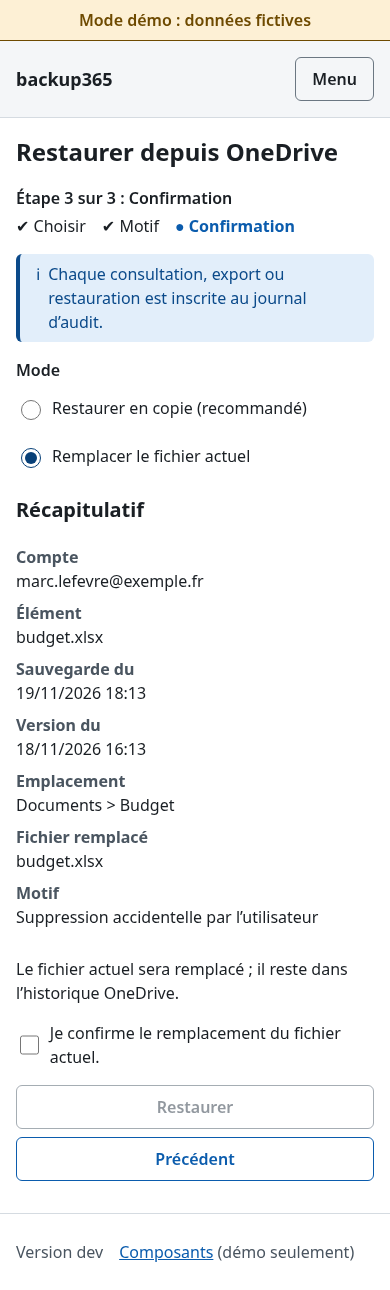 Mode démo : données fictives
backup365
Menu
Restaurer depuis OneDrive
Étape 3 sur 3 : Confirmation
✔ Choisir ✔ Motif ● Confirmation
i Chaque consultation, export ou
restauration est inscrite au journal
d’audit.
Mode
Restaurer en copie (recommandé)
Remplacer le fichier actuel
Récapitulatif
Compte
marc.lefevre@exemple.fr
Élément
budget.xlsx
Sauvegarde du
19/11/2026 18:13
Version du
18/11/2026 16:13
Emplacement
Documents > Budget
Fichier remplacé
budget.xlsx
Motif
Suppression accidentelle par l’utilisateur
Le fichier actuel sera remplacé ; il reste dans
l’historique OneDrive.
Je confirme le remplacement du fichier
actuel.
Restaurer
Précédent
Version dev Composants (démo seulement)